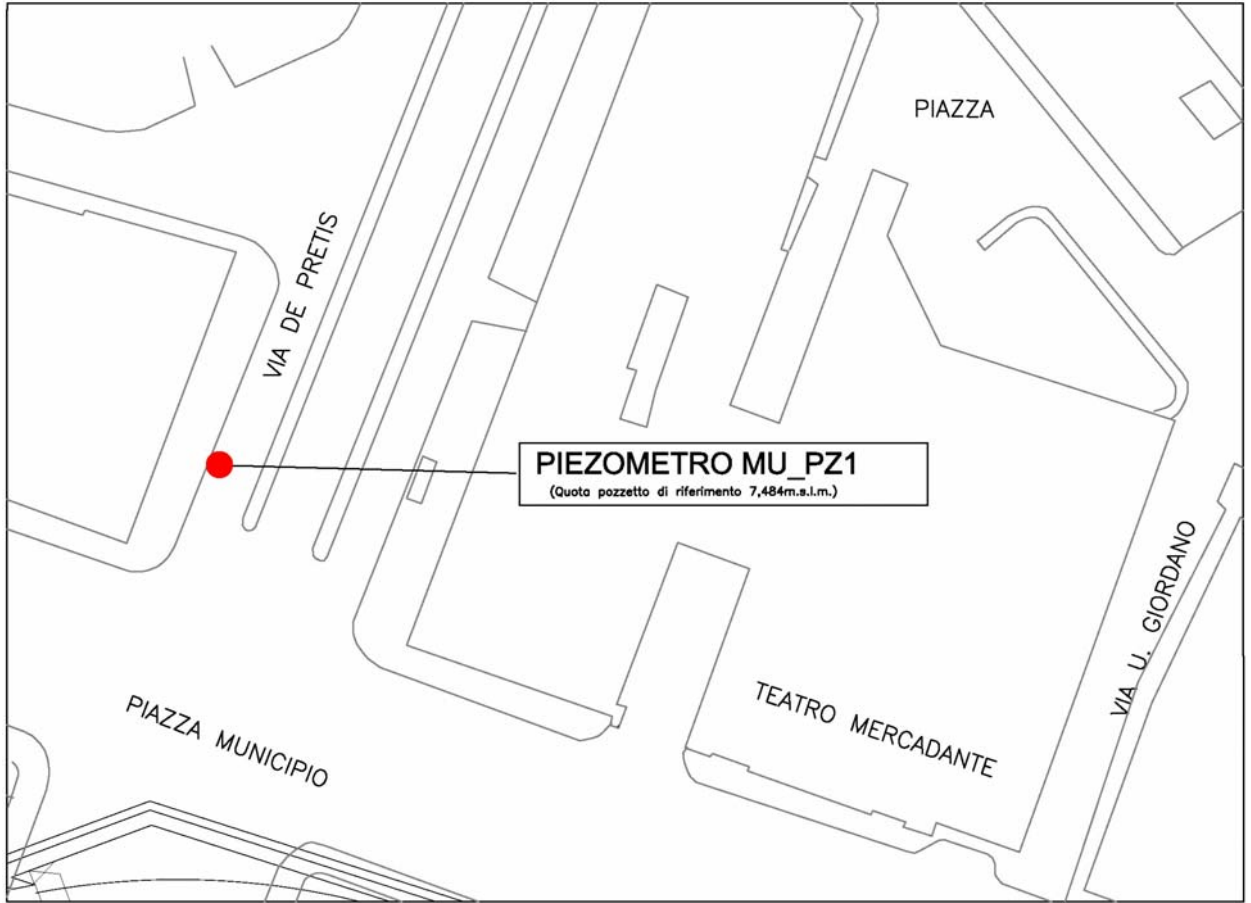 PIAZZA
VIA DE PRETIS
PIEZOMETRO MU_PZ1
(Quota pozzetto di riferimento 7,484m.s.l.m.)
VIA U. GIORDANO
TEATRO MERCADANTE
PIAZZA MUNICIPIO